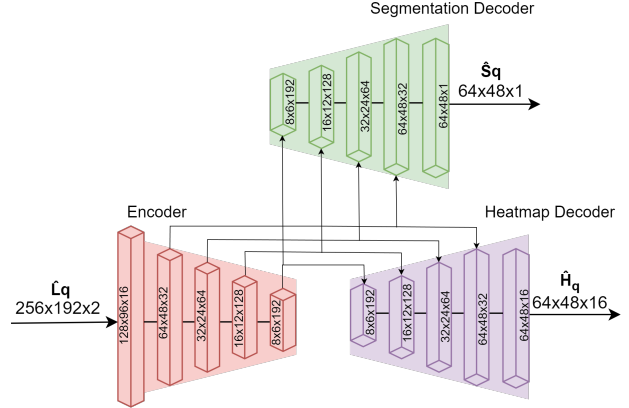 Segmentation Decoder
8x6x192
16x12x128
32x24x64
64x48x32
64x48x1
Ŝq
64x48x1
Encoder
Heatmap Decoder
L̂q
256x192x2
128x96x16
64x48x32
32x24x64
16x12x128
8x6x192
8x6x192
16x12x128
32x24x64
64x48x32
64x48x16
Ĥq
64x48x16